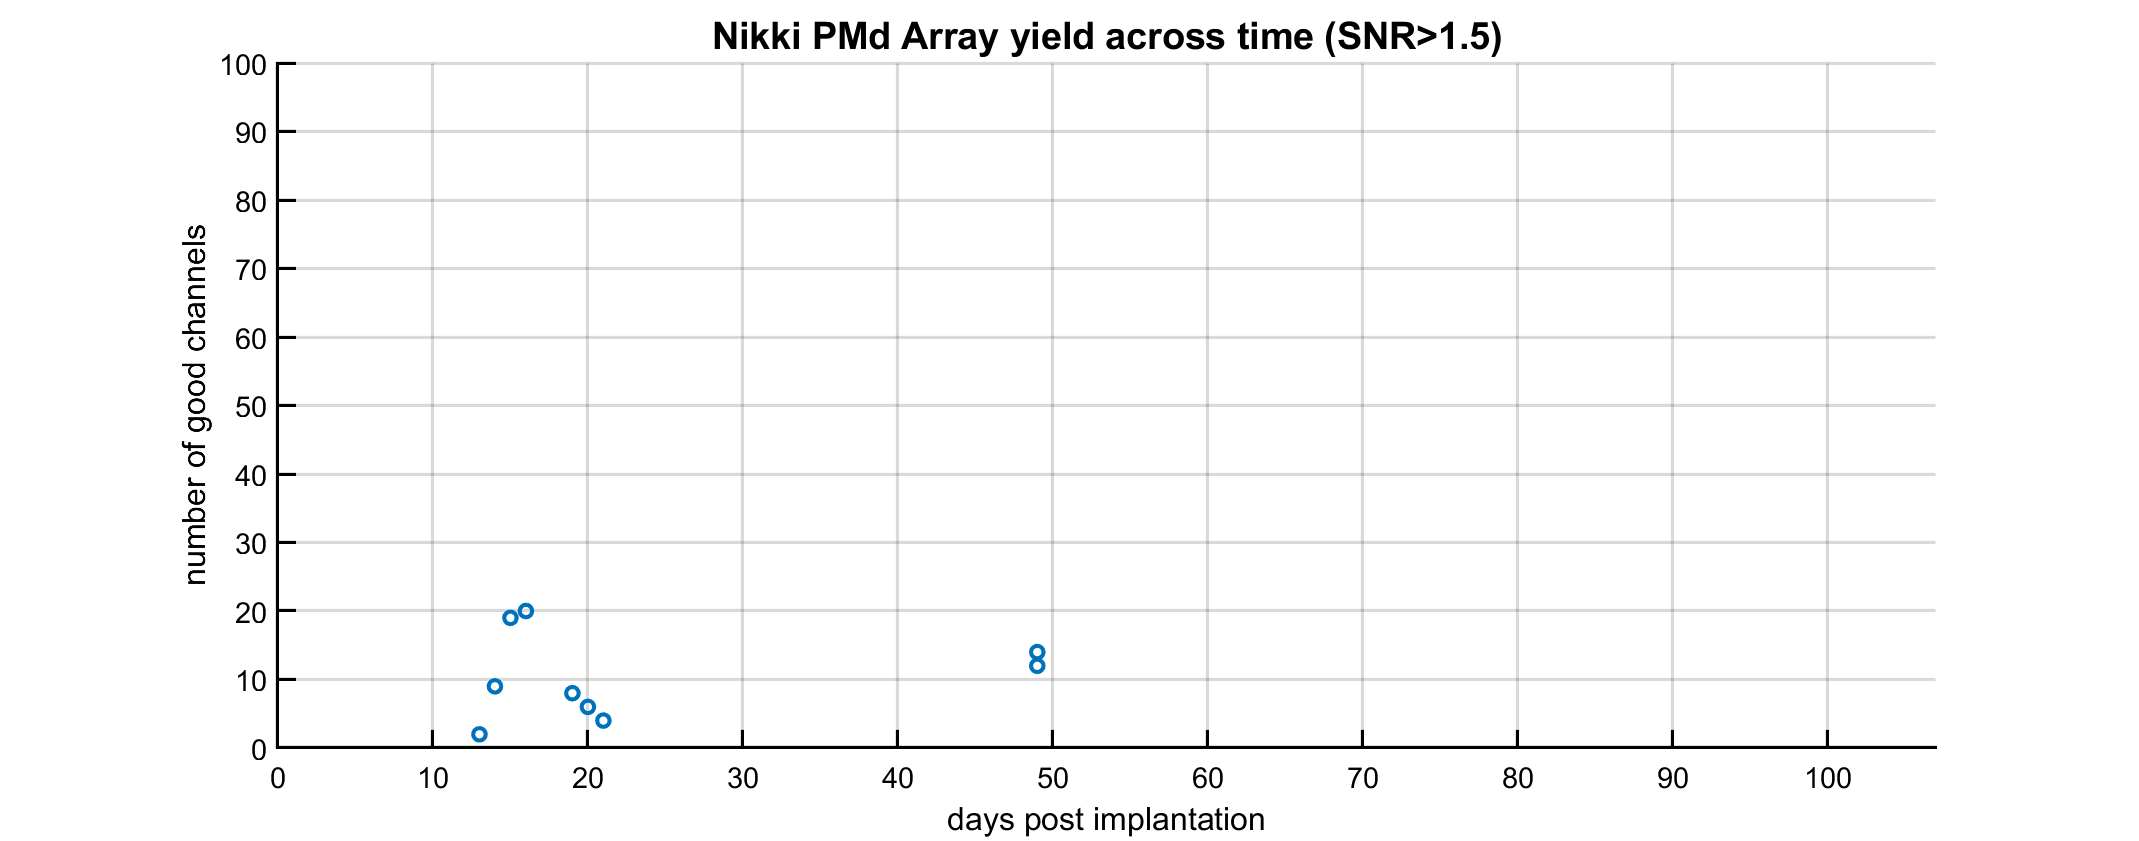 Nikki PMd Array yield across time (SNR>1.5)
100
90
80
70
60
50
40
30
20
10
0
number of good channels
0 10 20 30 40 50 60 70 80 90 100
days post implantation